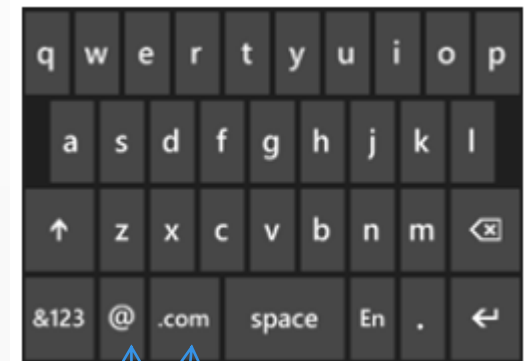 q w e r t y u i o p
a s d f g h j k l
z x c v b n m
&123 @ .com space En .